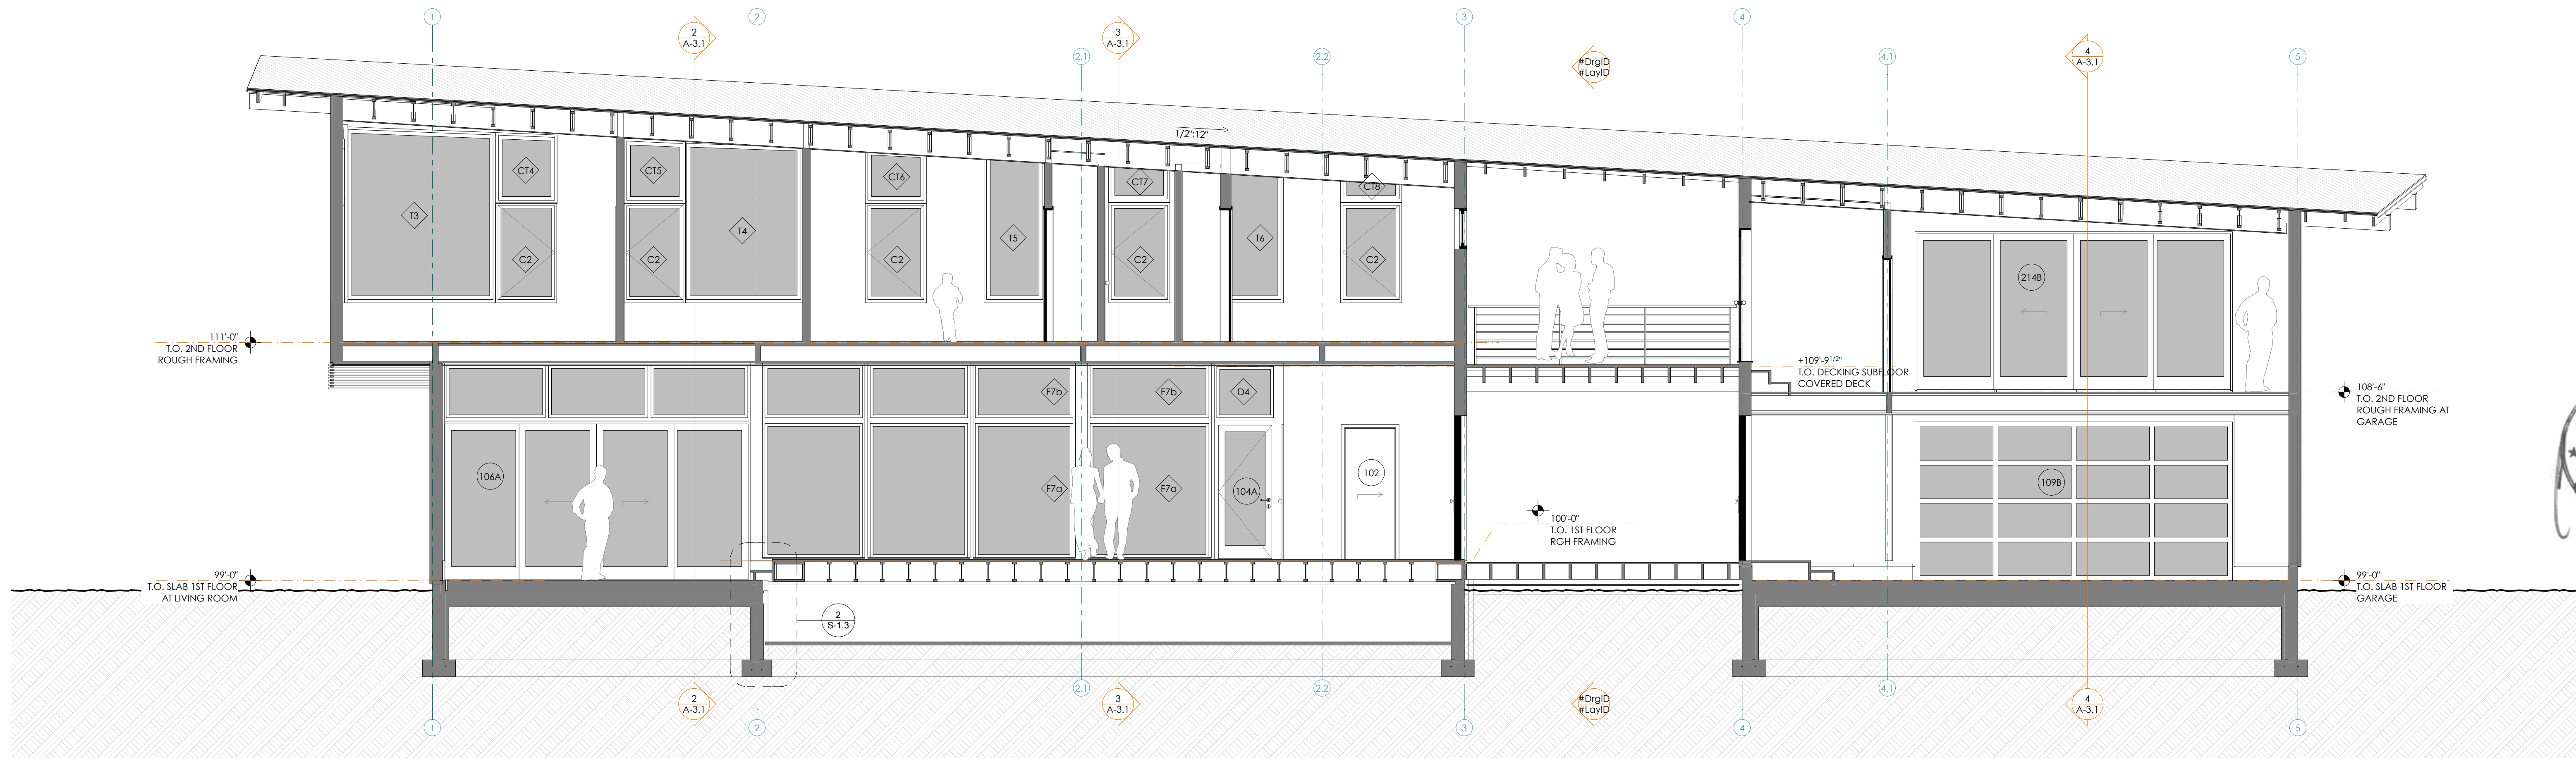 1
2
A-3.1
2
2.1
3
A-3.1
2.2
3
#DrgID
#LayID
4
4.1
4
A-3.1
5
1/2":12"
CT4
CT5
CT6
CT7
CT8
T3
C2
C2
T4
C2
T5
C2
T6
C2
214B
111'-0"
T.O. 2ND FLOOR
ROUGH FRAMING
+109'-9 1/2"
T.O. DECKING SUBFLOOR
COVERED DECK
108'-6"
T.O. 2ND FLOOR
ROUGH FRAMING AT
GARAGE
F7b
F7b
D4
106A
F7a
F7a
104A
102
109B
100'-0"
T.O. 1ST FLOOR
RGH FRAMING
99'-0"
T.O. SLAB 1ST FLOOR
AT LIVING ROOM
99'-0"
T.O. SLAB 1ST FLOOR
GARAGE
2
S-1.3
1
2
A-3.1
2
2.1
3
A-3.1
2.2
3
#DrgID
#LayID
4
4.1
4
A-3.1
5